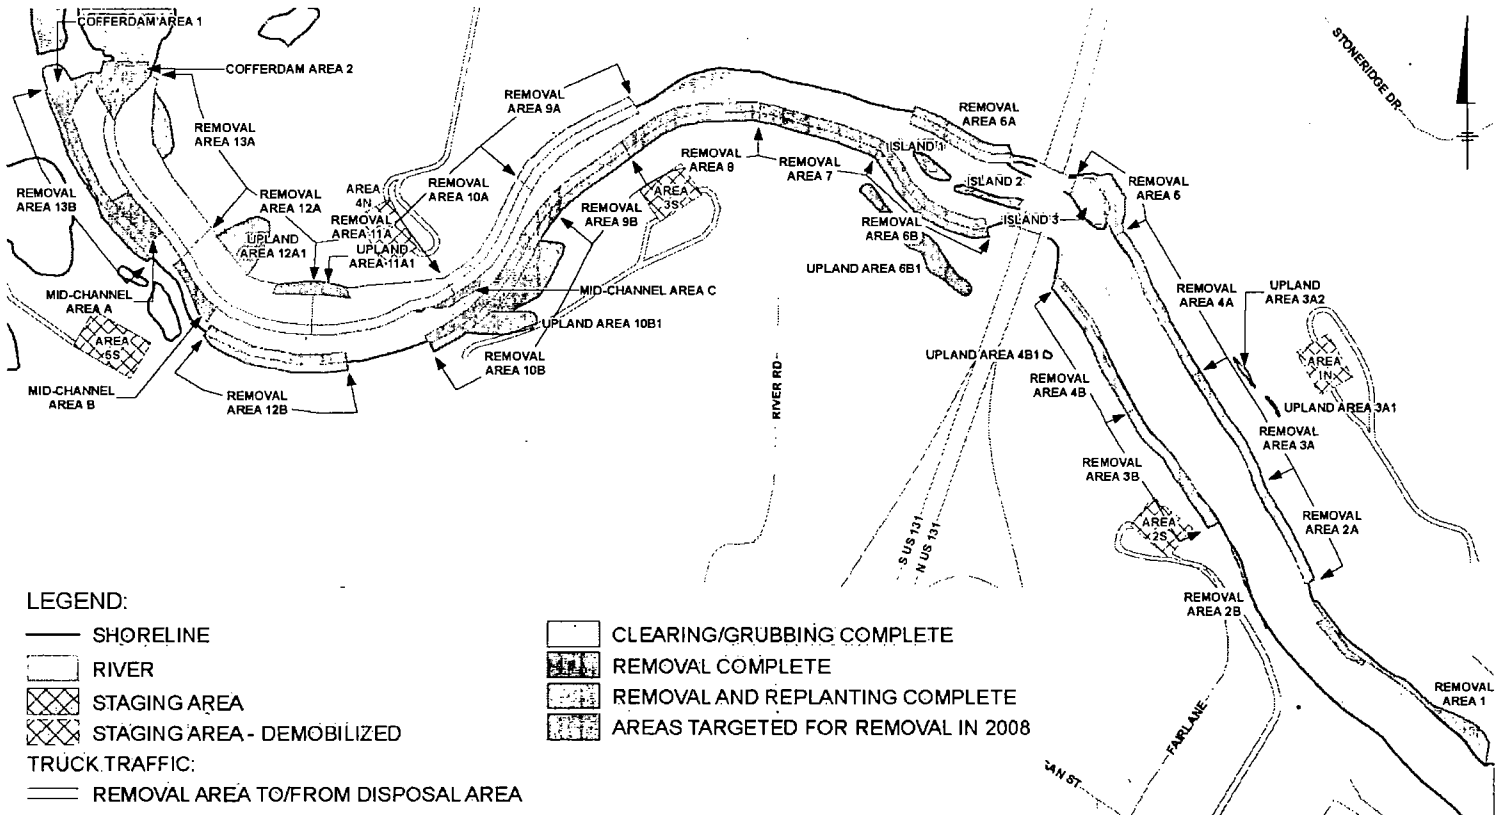 COFFERDAM AREA 1
COFFERDAM AREA 2
REMOVAL
AREA 9A
REMOVAL
AREA 13A
REMOVAL
AREA 6A
STONERIDGE DR.
ISLAND 1
REMOVAL
AREA 8
REMOVAL
AREA 7
ISLAND 2
REMOVAL
AREA 5
REMOVAL
AREA 13B
REMOVAL
AREA 12A
AREA
4N
REMOVAL
AREA 10A
AREA
3S
REMOVAL
AREA 9B
REMOVAL
AREA 11A
ISLAND 3
REMOVAL
AREA 6B
UPLAND
AREA 12A1
UPLAND
AREA 11A1
UPLAND AREA 6B1
MID-CHANNEL
AREA A
MID-CHANNEL AREA C
REMOVAL
AREA 4A
UPLAND
AREA 3A2
UPLAND AREA 10B1
AREA
5S
REMOVAL
AREA 10B
UPLAND AREA 4B1
AREA
1N
REMOVAL
AREA 4B
MID-CHANNEL
AREA B
REMOVAL
AREA 12B
RIVER RD
UPLAND AREA 3A1
REMOVAL
AREA 3A
REMOVAL
AREA 3B
REMOVAL
AREA 2A
AREA
2S
S US 131
N US 131
REMOVAL
AREA 2B
REMOVAL
AREA 1
FAIRLANE
AN ST
LEGEND:
SHORELINE
RIVER
STAGING AREA
STAGING AREA - DEMOBILIZED
TRUCK TRAFFIC:
REMOVAL AREA TO/FROM DISPOSAL AREA
CLEARING/GRUBBING COMPLETE
REMOVAL COMPLETE
REMOVAL AND REPLANTING COMPLETE
AREAS TARGETED FOR REMOVAL IN 2008